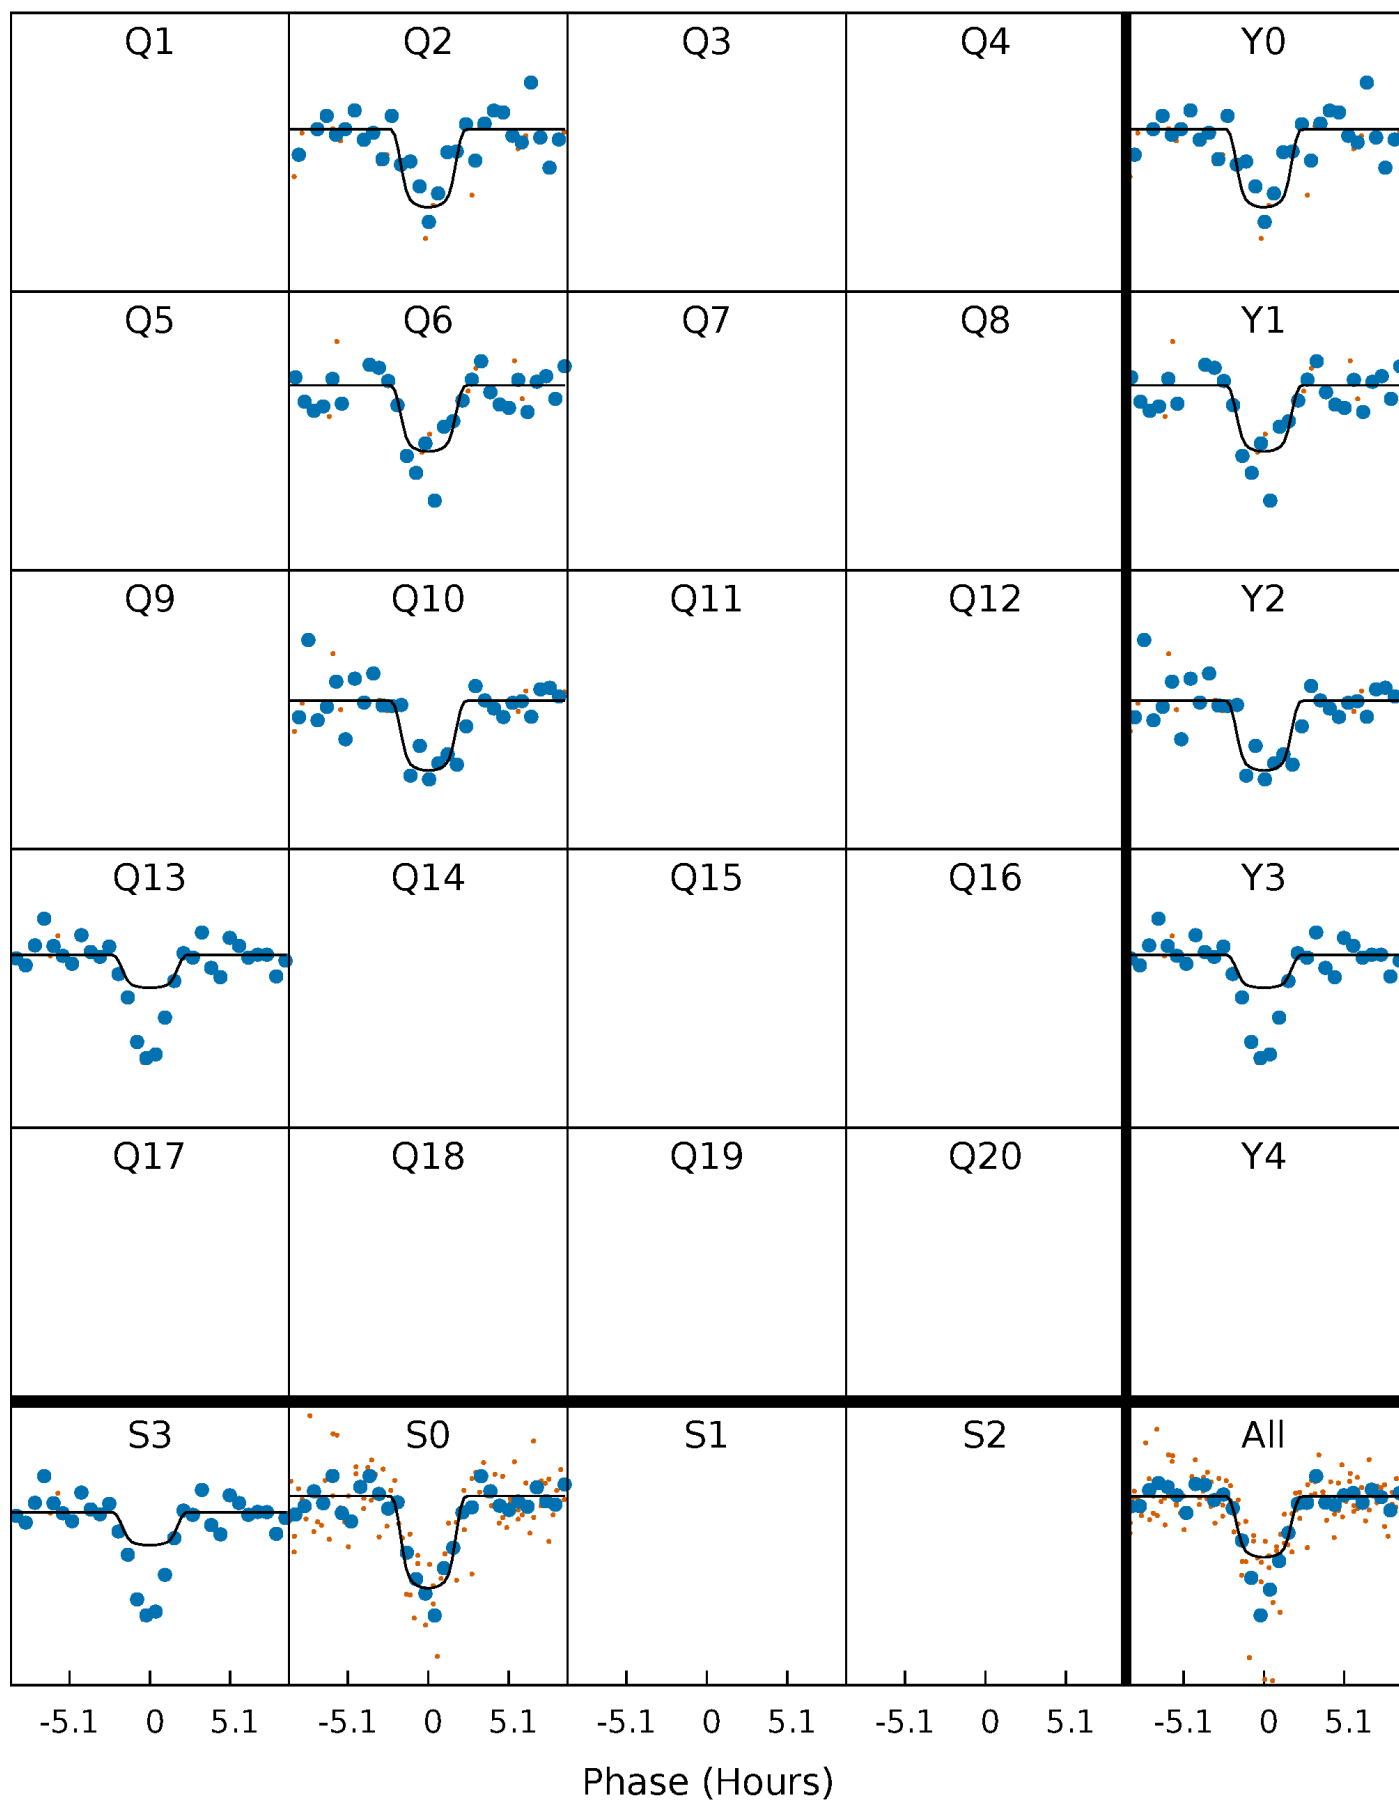 Q1 Q2 Q3 Q4 Y0
Q5 Q6 Q7 Q8 Y1
Q9 Q10 Q11 Q12 Y2
Q13 Q14 Q15 Q16 Y3
Q17 Q18 Q19 Q20 Y4
S3 S0 S1 S2 All
-5.1 0 5.1 -5.1 0 5.1 -5.1 0 5.1 -5.1 0 5.1 -5.1 0 5.1
Phase (Hours)